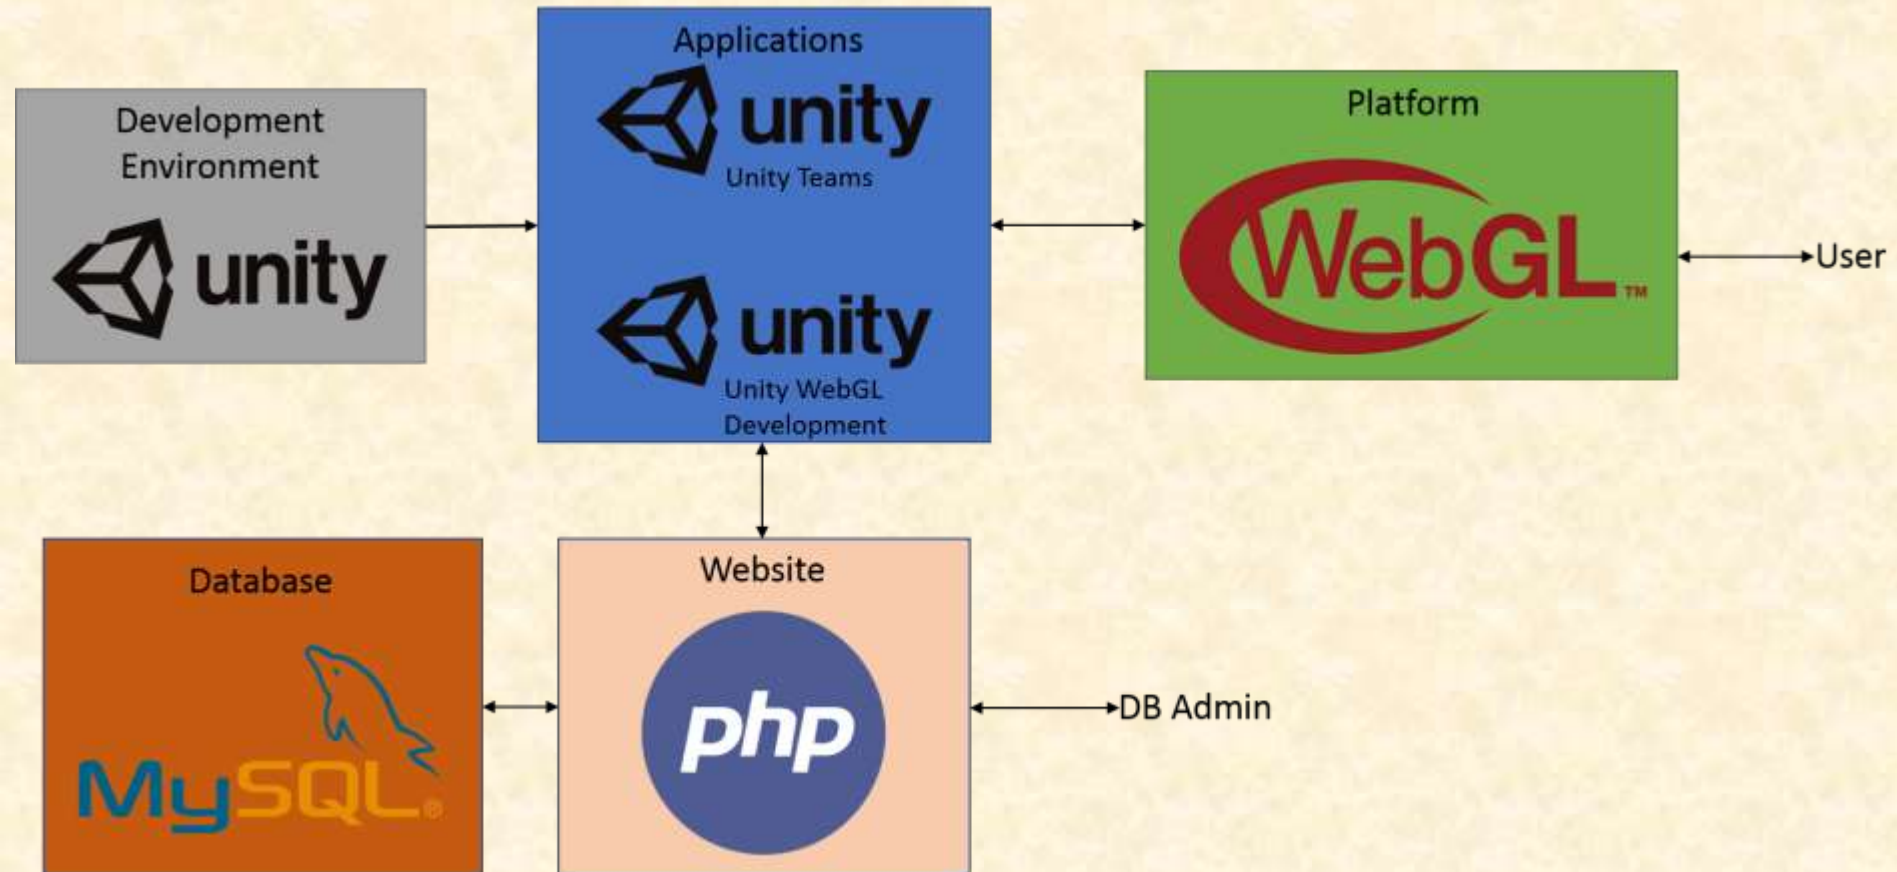 Development
Environment
unity
Applications
unity
Unity Teams
unity
Unity WebGL
Development
Platform
WebGL™
User
Database
MySQL®
Website
php
DB Admin